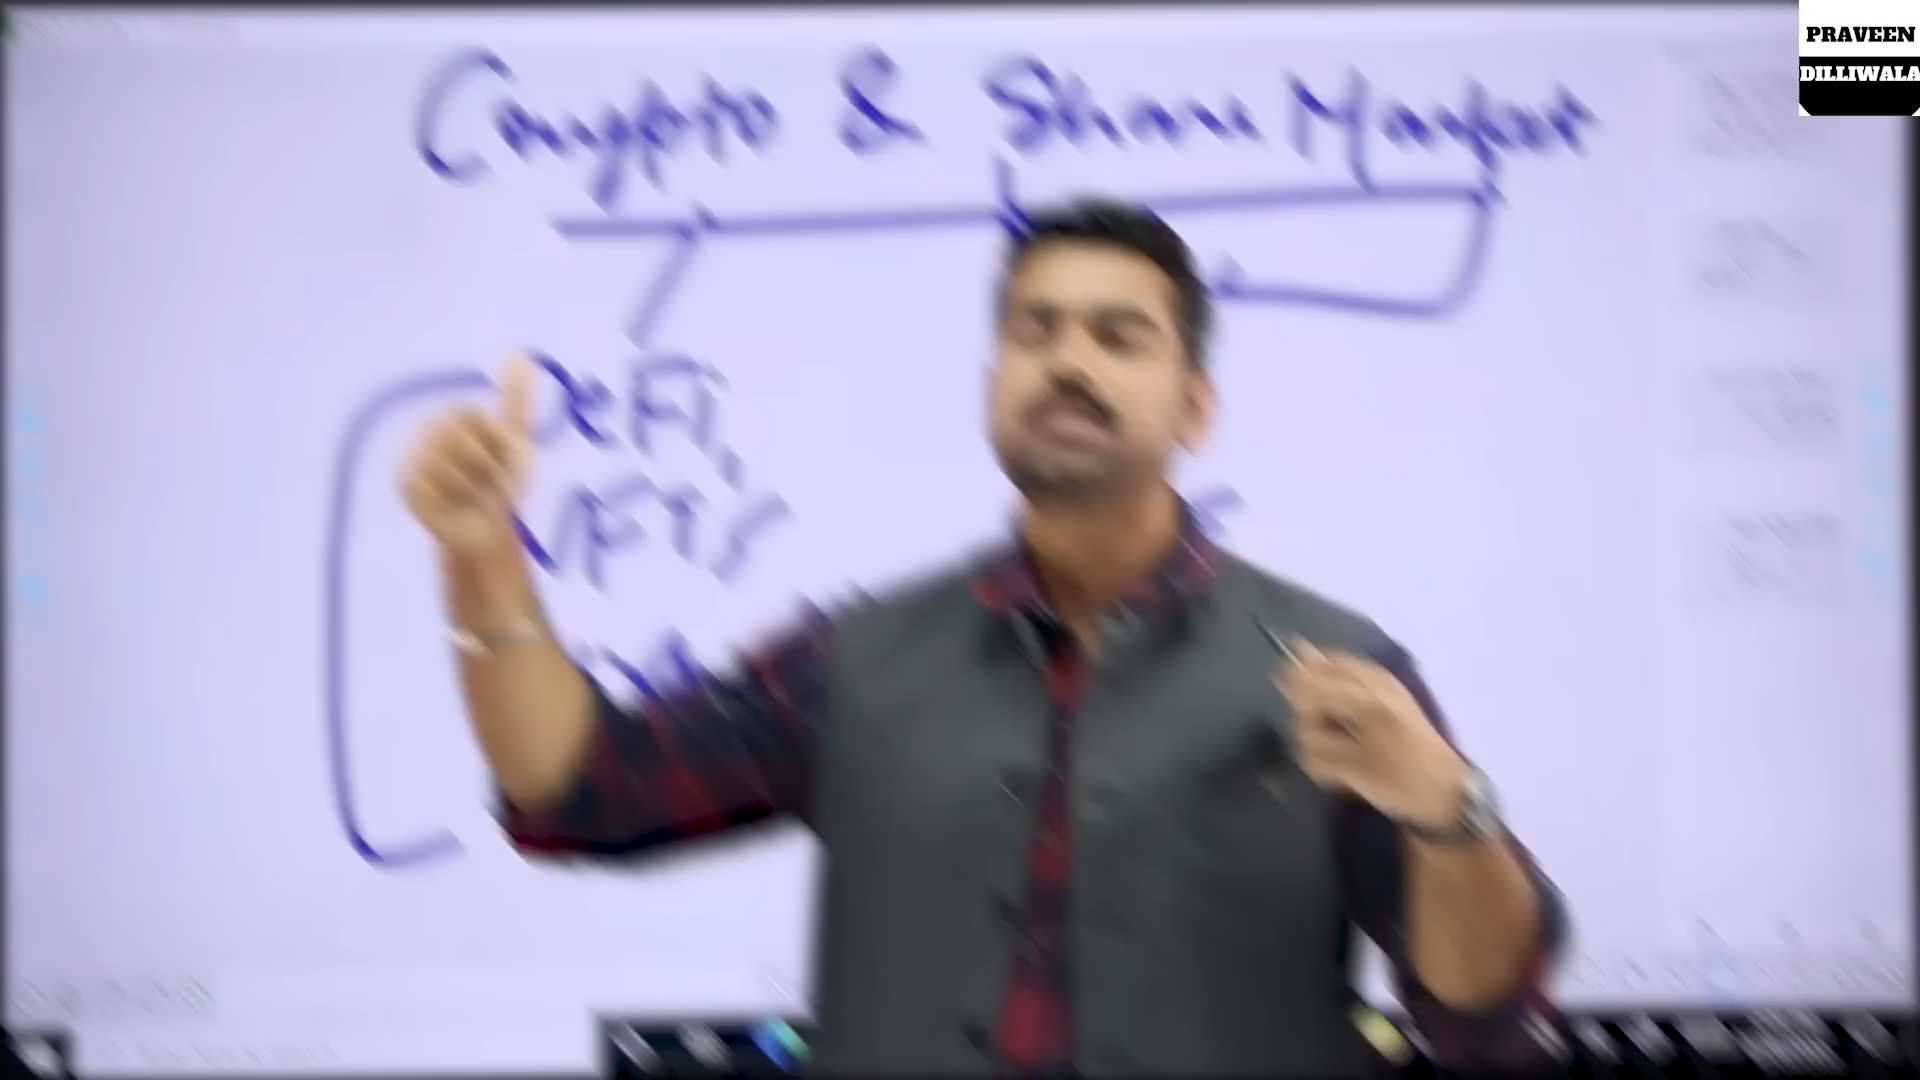 PRAVEEN
DILLIWALA
Crypto & Share Market
DeFi,
NFTs